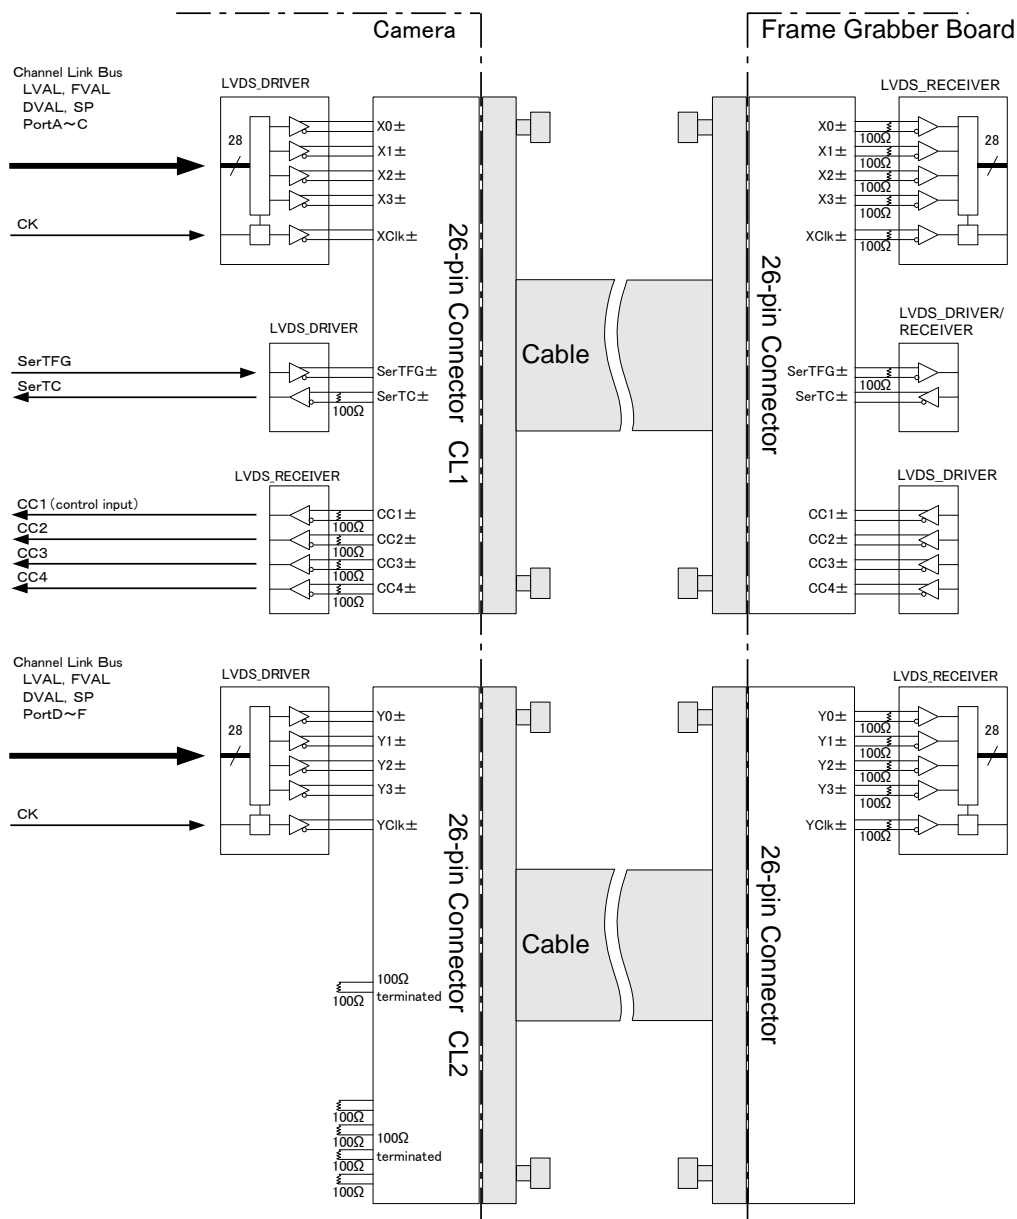 Camera
Frame Grabber Board
Channel Link Bus
LVAL, FVAL
DVAL, SP
PortA～C
LVDS_DRIVER
28
CK
X0±
X1±
X2±
X3±
XClk±
26-pin Connector CL1
LVDS_DRIVER
SerTFG
SerTC
SerTFG±
SerTC±
100Ω
LVDS_RECEIVER
CC1 (control input)
CC2
CC3
CC4
100Ω
100Ω
100Ω
100Ω
CC1±
CC2±
CC3±
CC4±
Cable
26-pin Connector
X0±
X1±
X2±
X3±
XClk±
100Ω
100Ω
100Ω
100Ω
100Ω
LVDS_RECEIVER
28
LVDS_DRIVER/
RECEIVER
SerTFG±
SerTC±
100Ω
LVDS_DRIVER
CC1±
CC2±
CC3±
CC4±
Channel Link Bus
LVAL, FVAL
DVAL, SP
PortD～F
LVDS_DRIVER
28
CK
Y0±
Y1±
Y2±
Y3±
YClk±
26-pin Connector CL2
100Ω
100Ω
terminated
100Ω
100Ω
100Ω
100Ω
100Ω
terminated
Cable
26-pin Connector
Y0±
Y1±
Y2±
Y3±
YClk±
100Ω
100Ω
100Ω
100Ω
100Ω
LVDS_RECEIVER
28